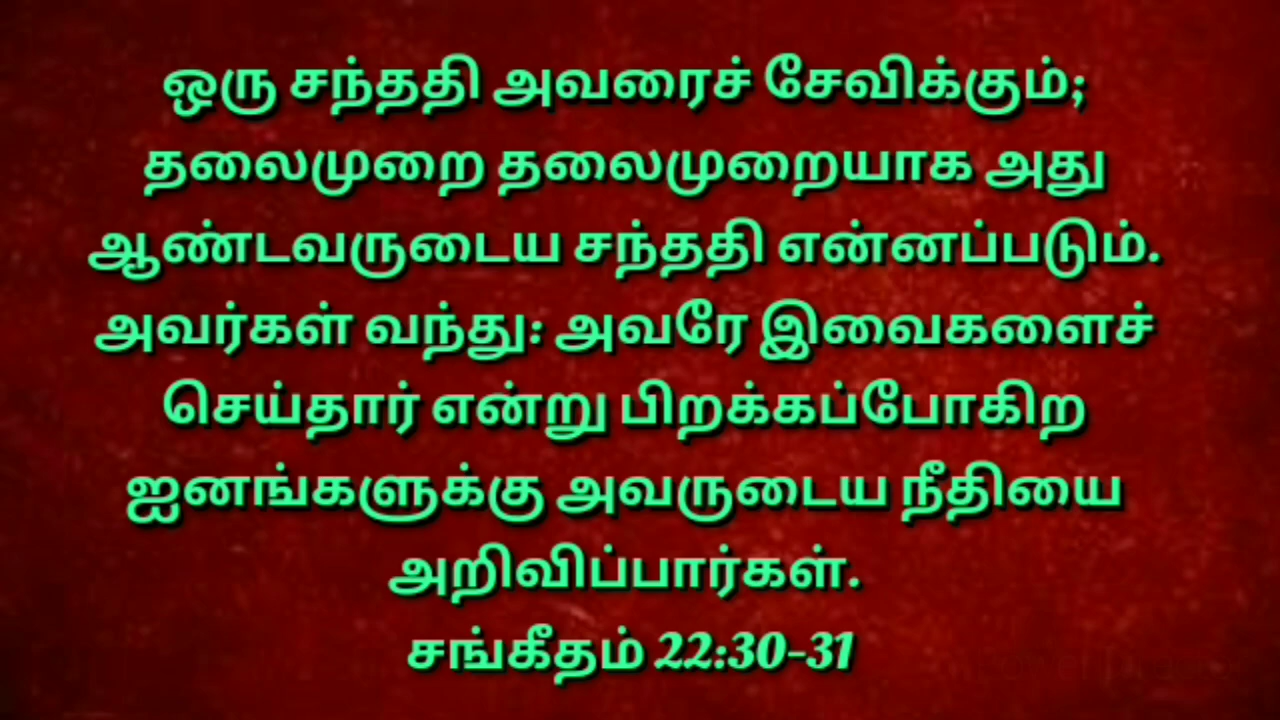 ஒரு சந்ததி அவரைச் சேவிக்கும்;
தலைமுறை தலைமுறையாக அது
ஆண்டவருடைய சந்ததி என்னப்படும்.
அவர்கள் வந்து: அவரே இவைகளைச்
செய்தார் என்று பிறக்கப்போகிற
ஐனங்களுக்கு அவருடைய நீதியை
அறிவிப்பார்கள்.
சங்கீதம் 22:30-31